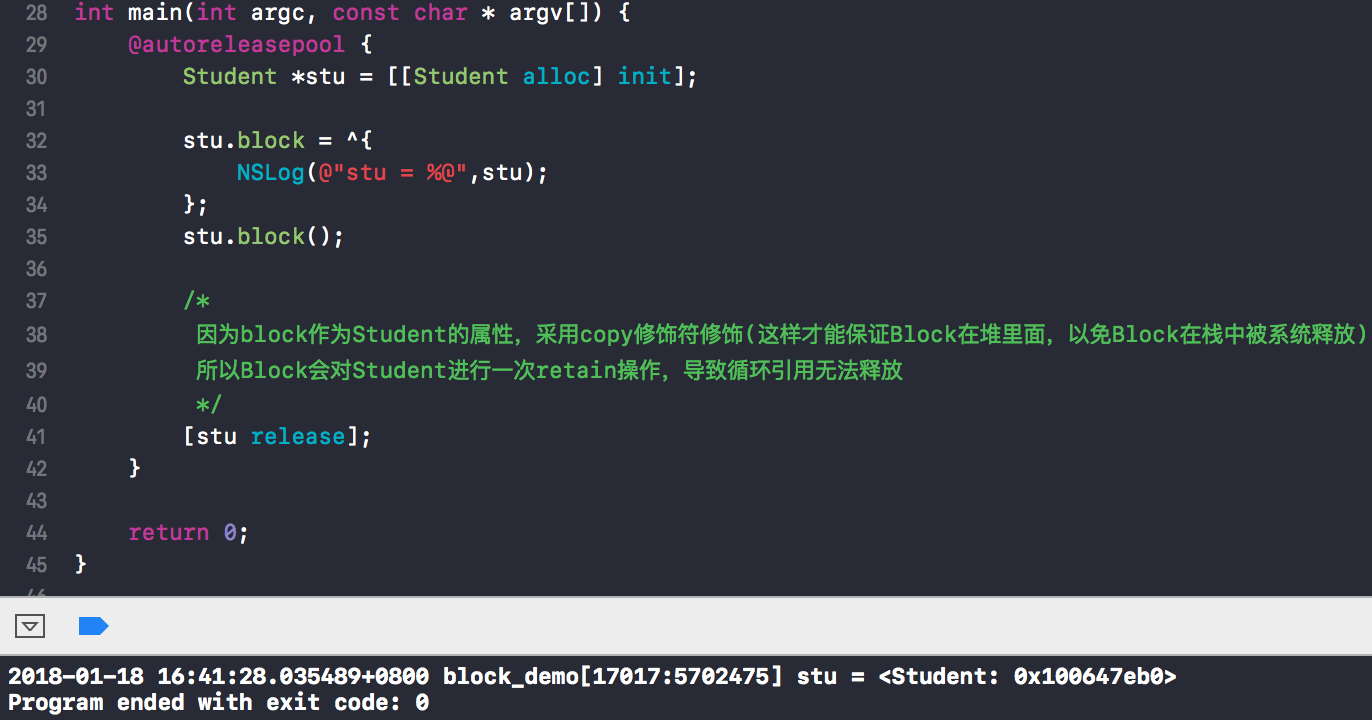 28 int main(int argc, const char * argv[]) {
29 @autoreleasepool {
30 Student *stu = [[Student alloc] init];
31
32 stu.block = ^{
33 NSLog(@"stu = %@",stu);
34 };
35 stu.block();
36
37 /*
38 因为block作为Student的属性，采用copy修饰符修饰(这样才能保证Block在堆里面，以免Block在栈中被系统释放)
39 所以Block会对Student进行一次retain操作，导致循环引用无法释放
40 */
41 [stu release];
42 }
43
44 return 0;
45 }
46
2018-01-18 16:41:28.035489+0800 block_demo[17017:5702475] stu = <Student: 0x100647eb0>
Program ended with exit code: 0